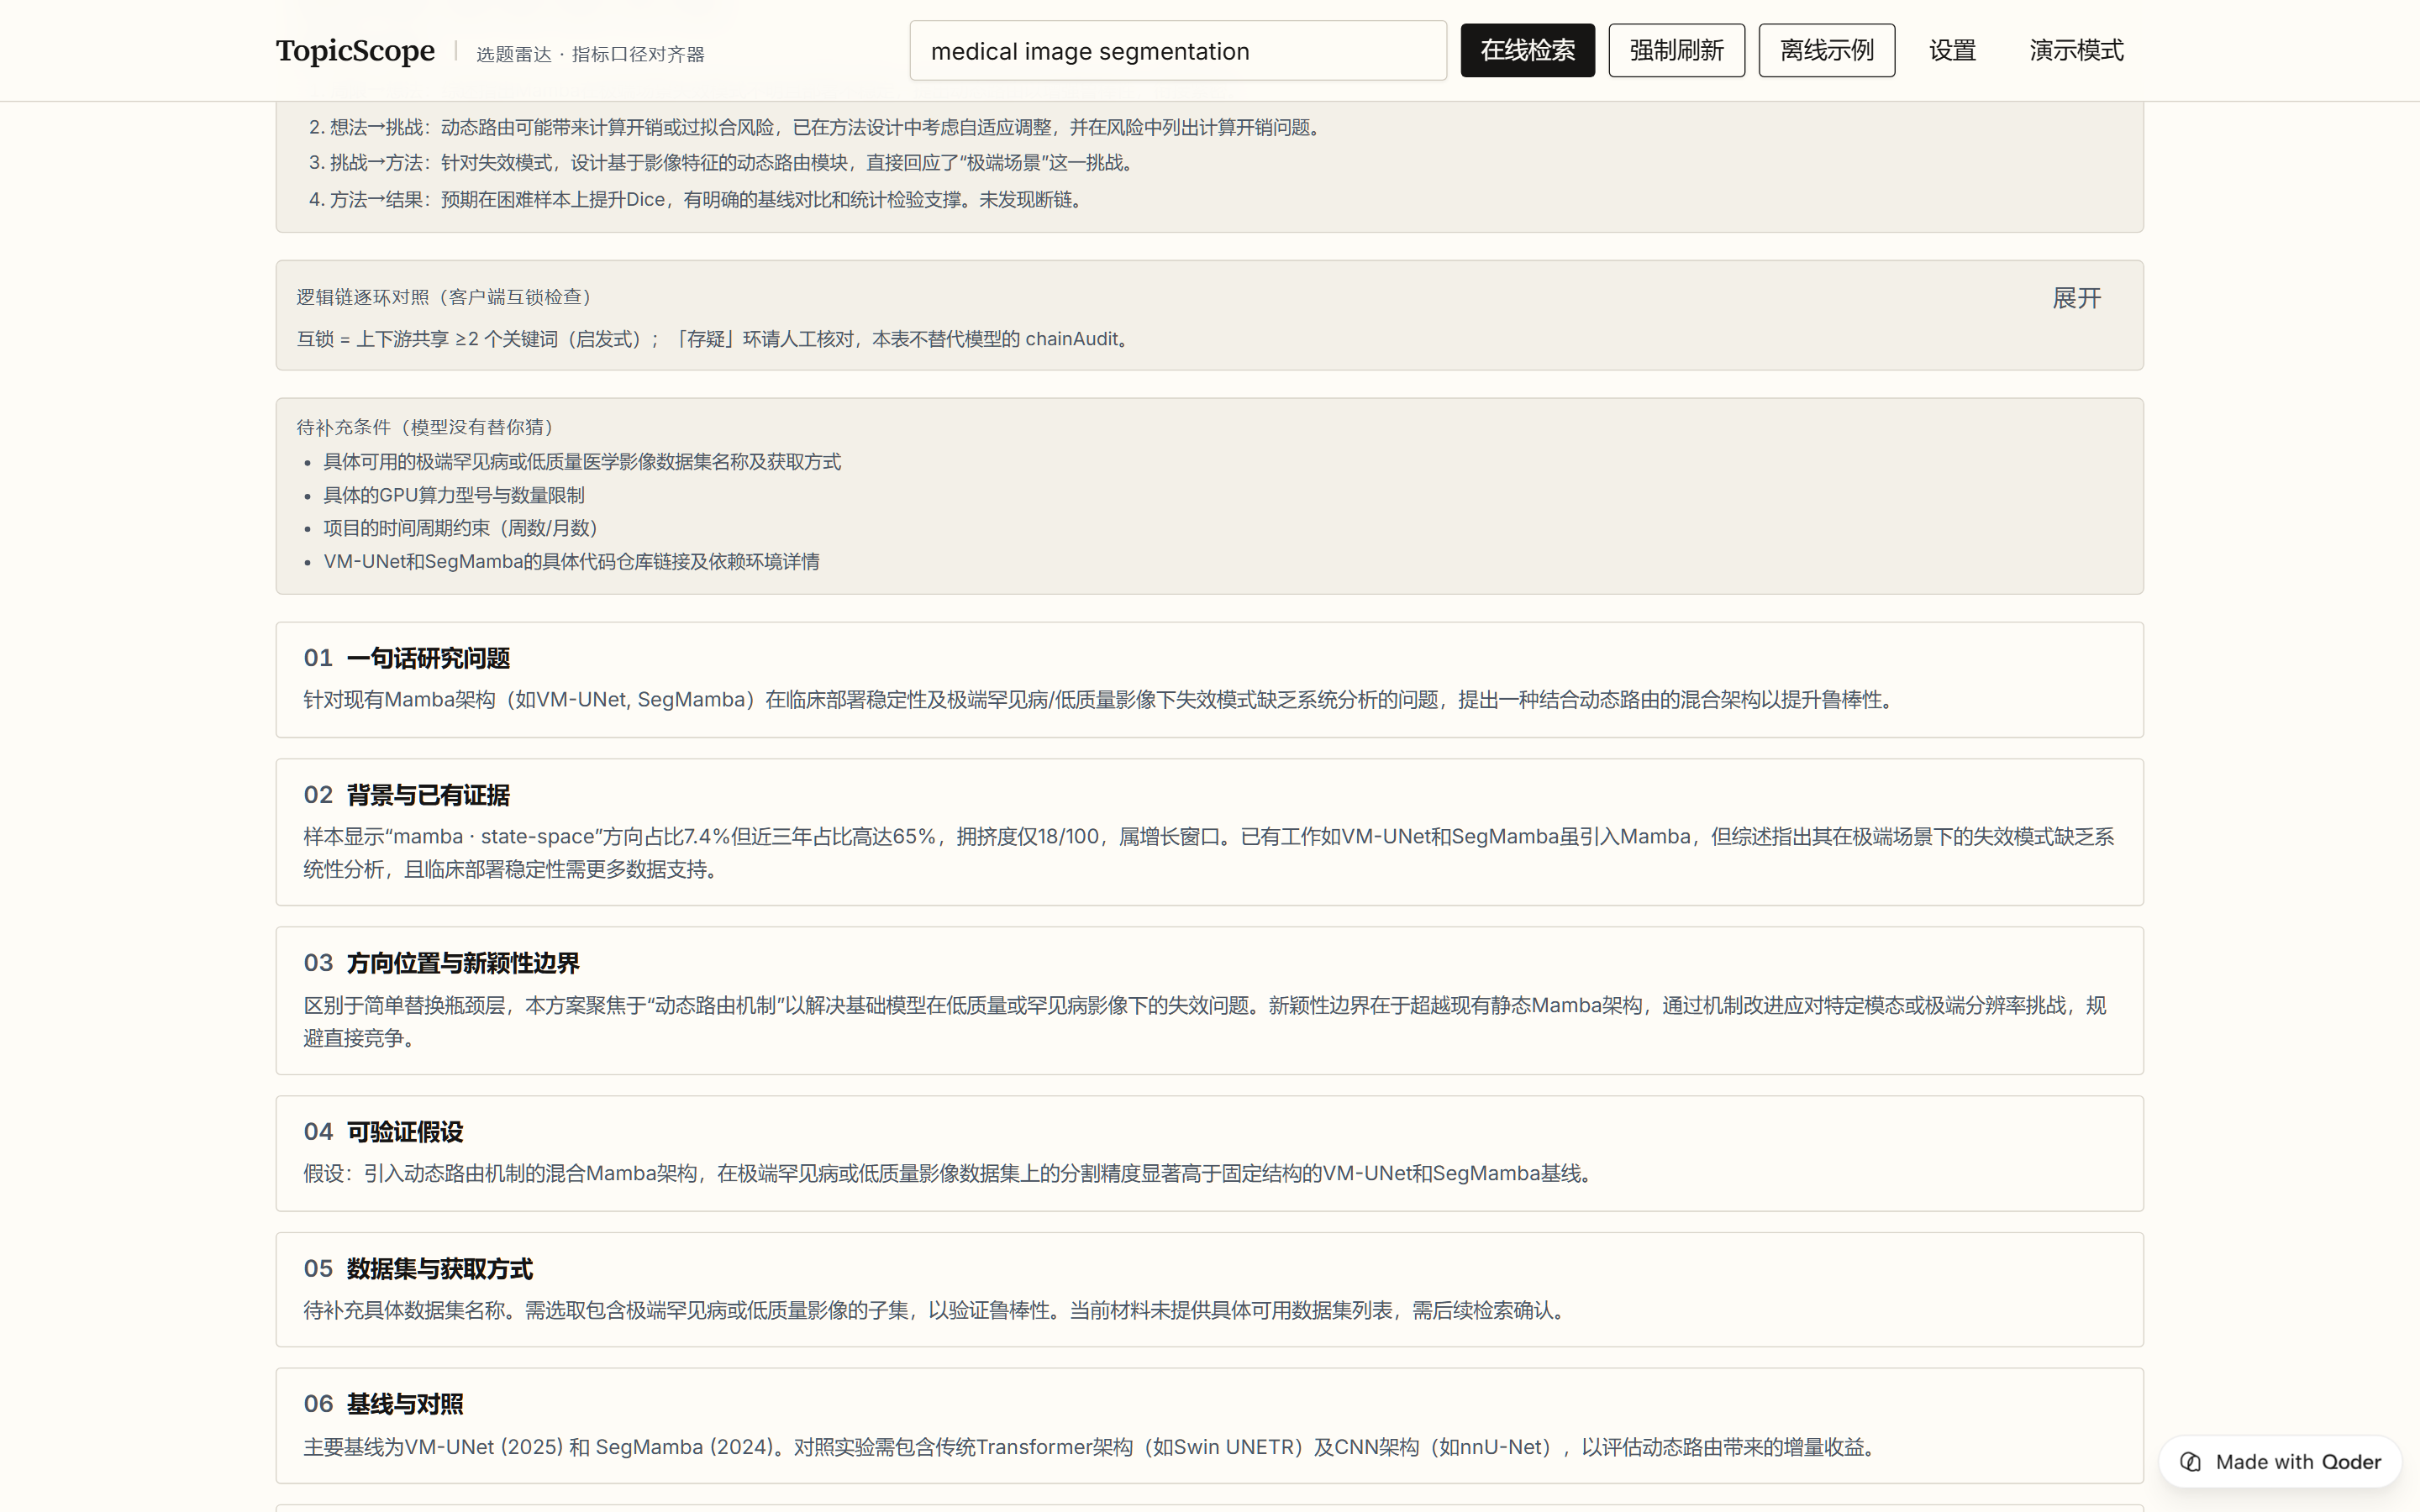 TopicScope
选题雷达 · 指标口径对齐器
medical image segmentation
在线检索
强制刷新
离线示例
设置
演示模式
2. 想法→挑战：动态路由可能带来计算开销或过拟合风险，已在方法设计中考虑自适应调整，并在风险中列出计算开销问题。
3. 挑战→方法：针对失效模式，设计基于影像特征的动态路由模块，直接回应了“极端场景”这一挑战。
4. 方法→结果：预期在困难样本上提升Dice，有明确的基线对比和统计检验支撑。未发现断链。
逻辑链逐环对照（客户端互锁检查）
展开
互锁 = 上下游共享 ≥2 个关键词（启发式）；「存疑」环请人工核对，本表不替代模型的 chainAudit。
待补充条件（模型没有替你猜）
• 具体可用的极端罕见病或低质量医学影像数据集名称及获取方式
• 具体的GPU算力型号与数量限制
• 项目的时间周期约束（周数/月数）
• VM-UNet和SegMamba的具体代码仓库链接及依赖环境详情
01 一句话研究问题
针对现有Mamba架构（如VM-UNet, SegMamba）在临床部署稳定性及极端罕见病/低质量影像下失效模式缺乏系统分析的问题，提出一种结合动态路由的混合架构以提升鲁棒性。
02 背景与已有证据
样本显示“mamba · state-space”方向占比7.4%但近三年占比高达65%，拥挤度仅18/100，属增长窗口。已有工作如VM-UNet和SegMamba虽引入Mamba，但综述指出其在极端场景下的失效模式缺乏系
统性分析，且临床部署稳定性需更多数据支持。
03 方向位置与新颖性边界
区别于简单替换瓶颈层，本方案聚焦于“动态路由机制”以解决基础模型在低质量或罕见病影像下的失效问题。新颖性边界在于超越现有静态Mamba架构，通过机制改进应对特定模态或极端分辨率挑战，规
避直接竞争。
04 可验证假设
假设：引入动态路由机制的混合Mamba架构，在极端罕见病或低质量影像数据集上的分割精度显著高于固定结构的VM-UNet和SegMamba基线。
05 数据集与获取方式
待补充具体数据集名称。需选取包含极端罕见病或低质量影像的子集，以验证鲁棒性。当前材料未提供具体可用数据集列表，需后续检索确认。
06 基线与对照
主要基线为VM-UNet (2025) 和 SegMamba (2024)。对照实验需包含传统Transformer架构（如Swin UNETR）及CNN架构（如nnU-Net），以评估动态路由带来的增量收益。
Made with Qoder